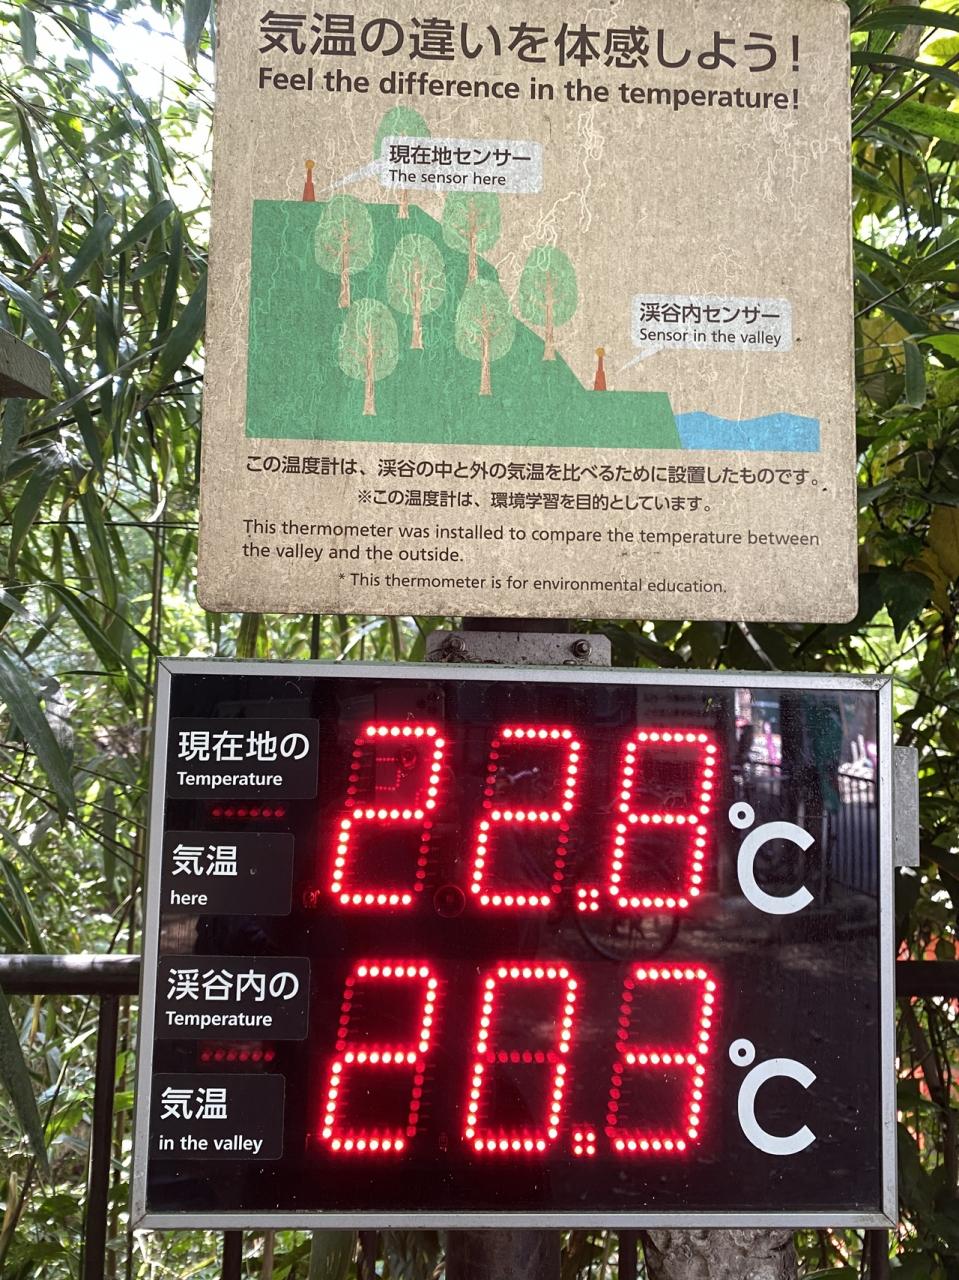 気温の違いを体感しよう！
Feel the difference in the temperature!
現在地センサー
The sensor here
渓谷内センサー
Sensor in the valley
この温度計は、渓谷の中と外の気温を比べるために設置したものです。
※この温度計は、環境学習を目的としています。
This thermometer was installed to compare the temperature between
the valley and the outside.
* This thermometer is for environmental education.
現在地の
Temperature
気温
here
22.8
°C
渓谷内の
Temperature
気温
in the valley
20.3
°C